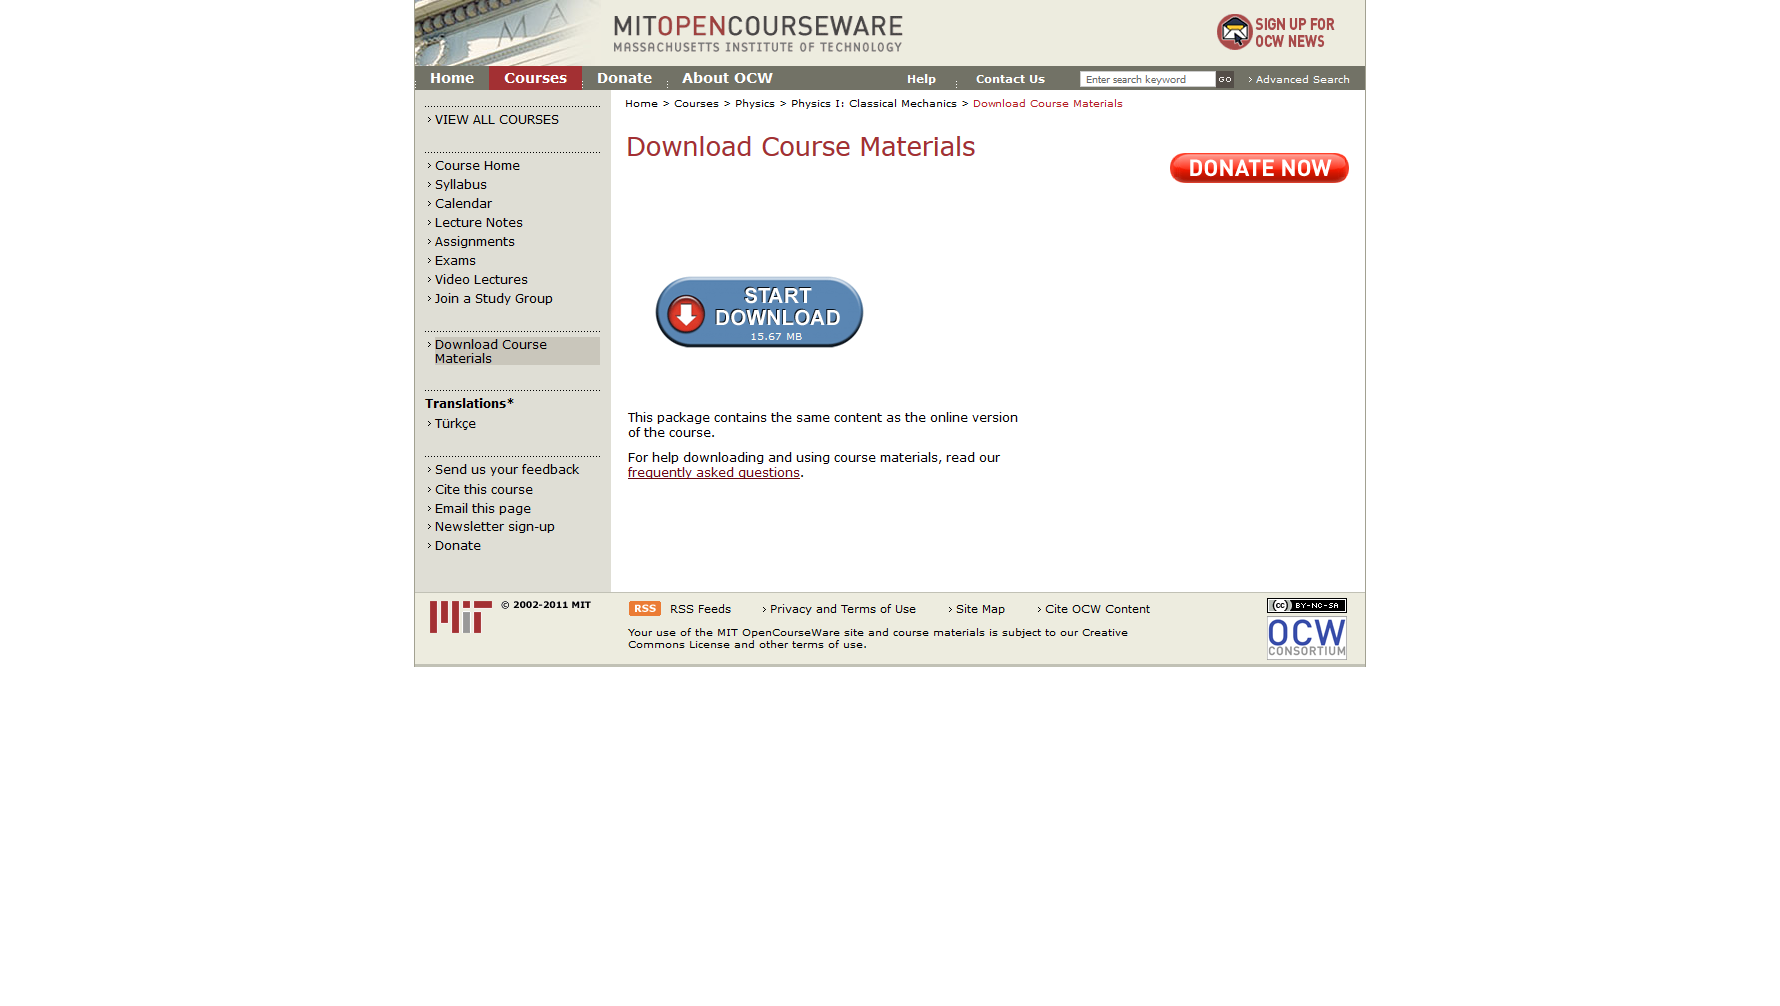 MA
MITOPENCOURSEWARE
MASSACHUSETTS INSTITUTE OF TECHNOLOGY
SIGN UP FOR
OCW NEWS
Home Courses Donate About OCW Help Contact Us Enter search keyword GO › Advanced Search
› VIEW ALL COURSES
› Course Home
› Syllabus
› Calendar
› Lecture Notes
› Assignments
› Exams
› Video Lectures
› Join a Study Group
› Download Course
Materials
Translations*
› Türkçe
› Send us your feedback
› Cite this course
› Email this page
› Newsletter sign-up
› Donate
Home > Courses > Physics > Physics I: Classical Mechanics > Download Course Materials
Download Course Materials
DONATE NOW
START
DOWNLOAD
15.67 MB
This package contains the same content as the online version
of the course.
For help downloading and using course materials, read our
frequently asked questions.
MIT © 2002-2011 MIT
RSS RSS Feeds › Privacy and Terms of Use › Site Map › Cite OCW Content
Your use of the MIT OpenCourseWare site and course materials is subject to our Creative
Commons License and other terms of use.
cc BY-NC-SA
OCW
CONSORTIUM